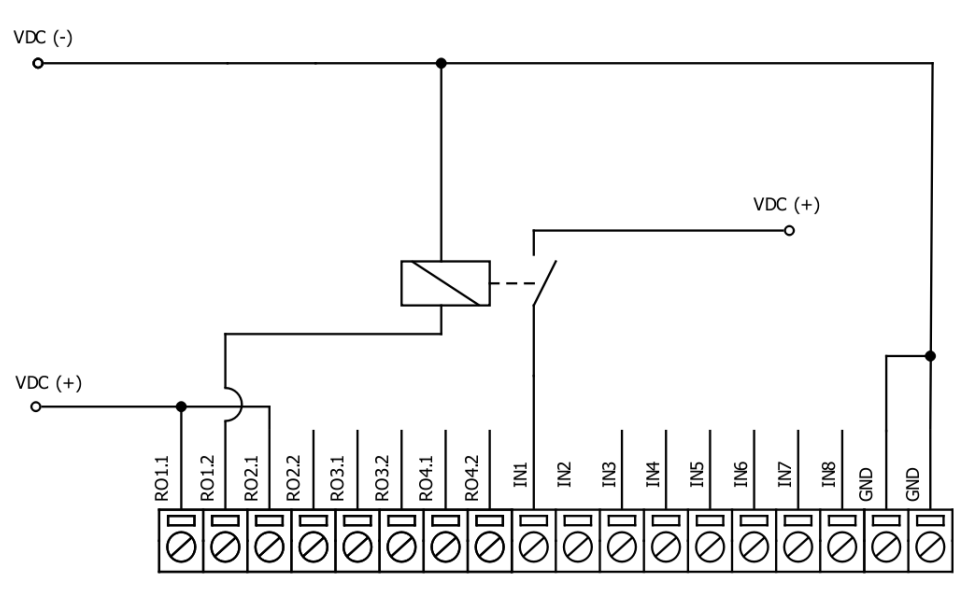 VDC (-)
VDC (+)
VDC (+)
RO1.1
RO1.2
RO2.1
RO2.2
RO3.1
RO3.2
RO4.1
RO4.2
IN1
IN2
IN3
IN4
IN5
IN6
IN7
IN8
GND
GND